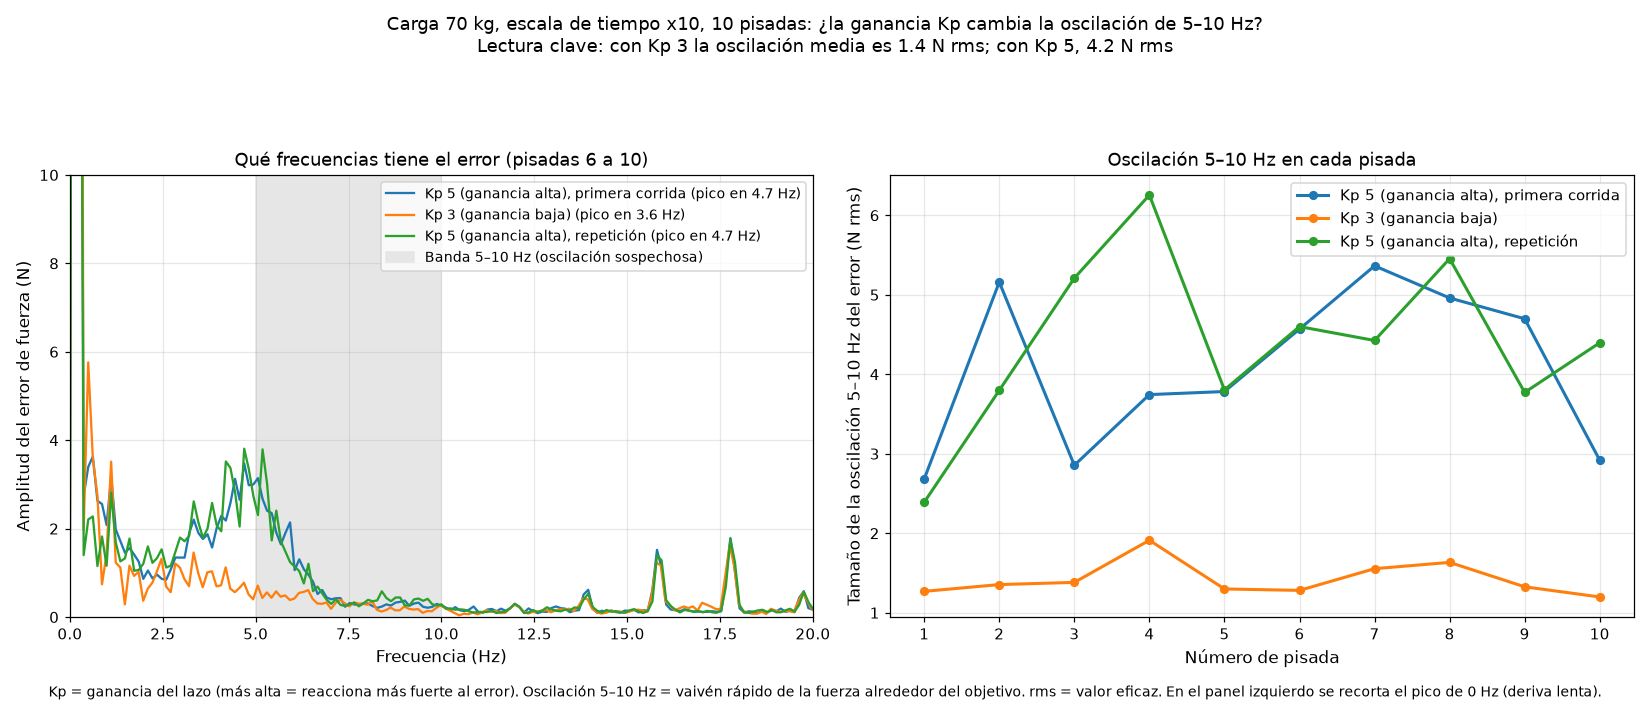 Carga 70 kg, escala de tiempo x10, 10 pisadas: ¿la ganancia Kp cambia la oscilación de 5–10 Hz?
Lectura clave: con Kp 3 la oscilación media es 1.4 N rms; con Kp 5, 4.2 N rms
Qué frecuencias tiene el error (pisadas 6 a 10)
Amplitud del error de fuerza (N)
10
8
6
4
2
0
Kp 5 (ganancia alta), primera corrida (pico en 4.7 Hz)
Kp 3 (ganancia baja) (pico en 3.6 Hz)
Kp 5 (ganancia alta), repetición (pico en 4.7 Hz)
Banda 5–10 Hz (oscilación sospechosa)
0.0 2.5 5.0 7.5 10.0 12.5 15.0 17.5 20.0
Frecuencia (Hz)
Oscilación 5–10 Hz en cada pisada
Tamaño de la oscilación 5–10 Hz del error (N rms)
6
5
4
3
2
1
Kp 5 (ganancia alta), primera corrida
Kp 3 (ganancia baja)
Kp 5 (ganancia alta), repetición
1 2 3 4 5 6 7 8 9 10
Número de pisada
Kp = ganancia del lazo (más alta = reacciona más fuerte al error). Oscilación 5–10 Hz = vaivén rápido de la fuerza alrededor del objetivo. rms = valor eficaz. En el panel izquierdo se recorta el pico de 0 Hz (deriva lenta).